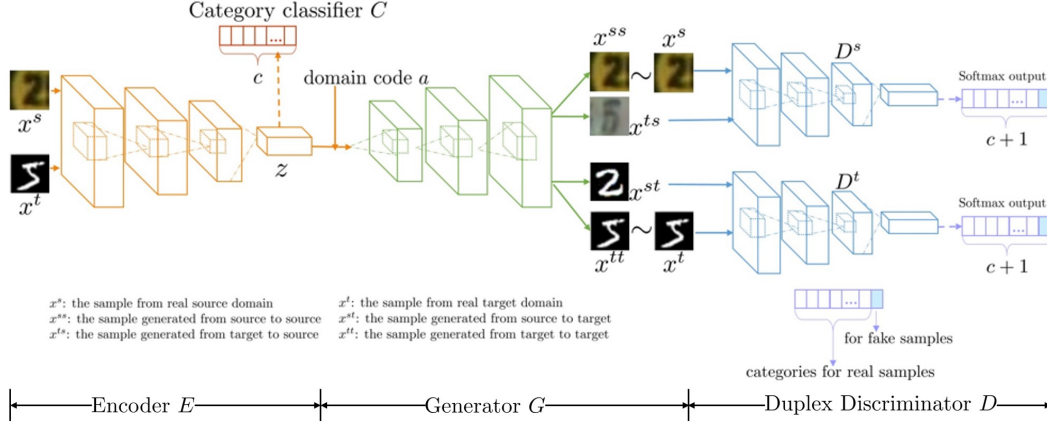 Category classifier C
c
domain code a
x^s
x^t
z
x^{ss} ~ x^s
x^{ts}
x^{st}
x^{tt} ~ x^t
D^s
Softmax output
...
c + 1
D^t
Softmax output
...
c + 1
x^s: the sample from real source domain
x^{ss}: the sample generated from source to source
x^{ts}: the sample generated from target to source
x^t: the sample from real target domain
x^{st}: the sample generated from source to target
x^{tt}: the sample generated from target to target
...
for fake samples
categories for real samples
Encoder E
Generator G
Duplex Discriminator D